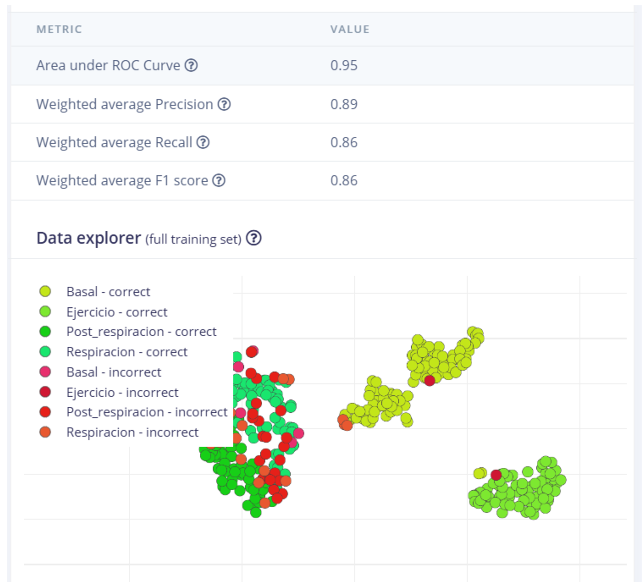 METRIC VALUE
Area under ROC Curve ? 0.95
Weighted average Precision ? 0.89
Weighted average Recall ? 0.86
Weighted average F1 score ? 0.86
Data explorer (full training set) ?
Basal - correct
Ejercicio - correct
Post_respiracion - correct
Respiracion - correct
Basal - incorrect
Ejercicio - incorrect
Post_respiracion - incorrect
Respiracion - incorrect